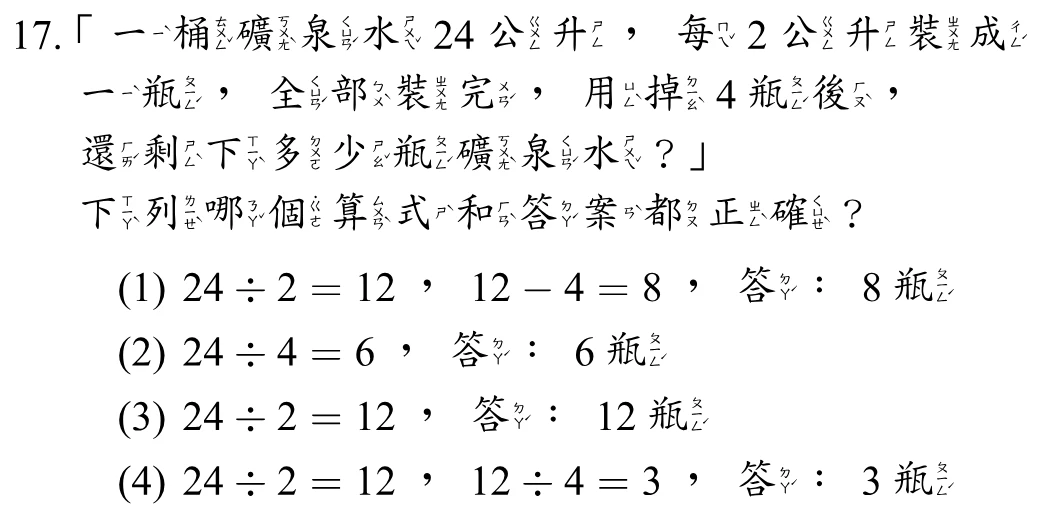 17.「一桶礦泉水 24 公升，每 2 公升裝成
一瓶，全部裝完，用掉 4 瓶後，
還剩下多少瓶礦泉水？」
下列哪個算式和答案都正確？
(1) 24 ÷ 2 = 12，12 − 4 = 8，答：8 瓶
(2) 24 ÷ 4 = 6，答：6 瓶
(3) 24 ÷ 2 = 12，答：12 瓶
(4) 24 ÷ 2 = 12，12 ÷ 4 = 3，答：3 瓶